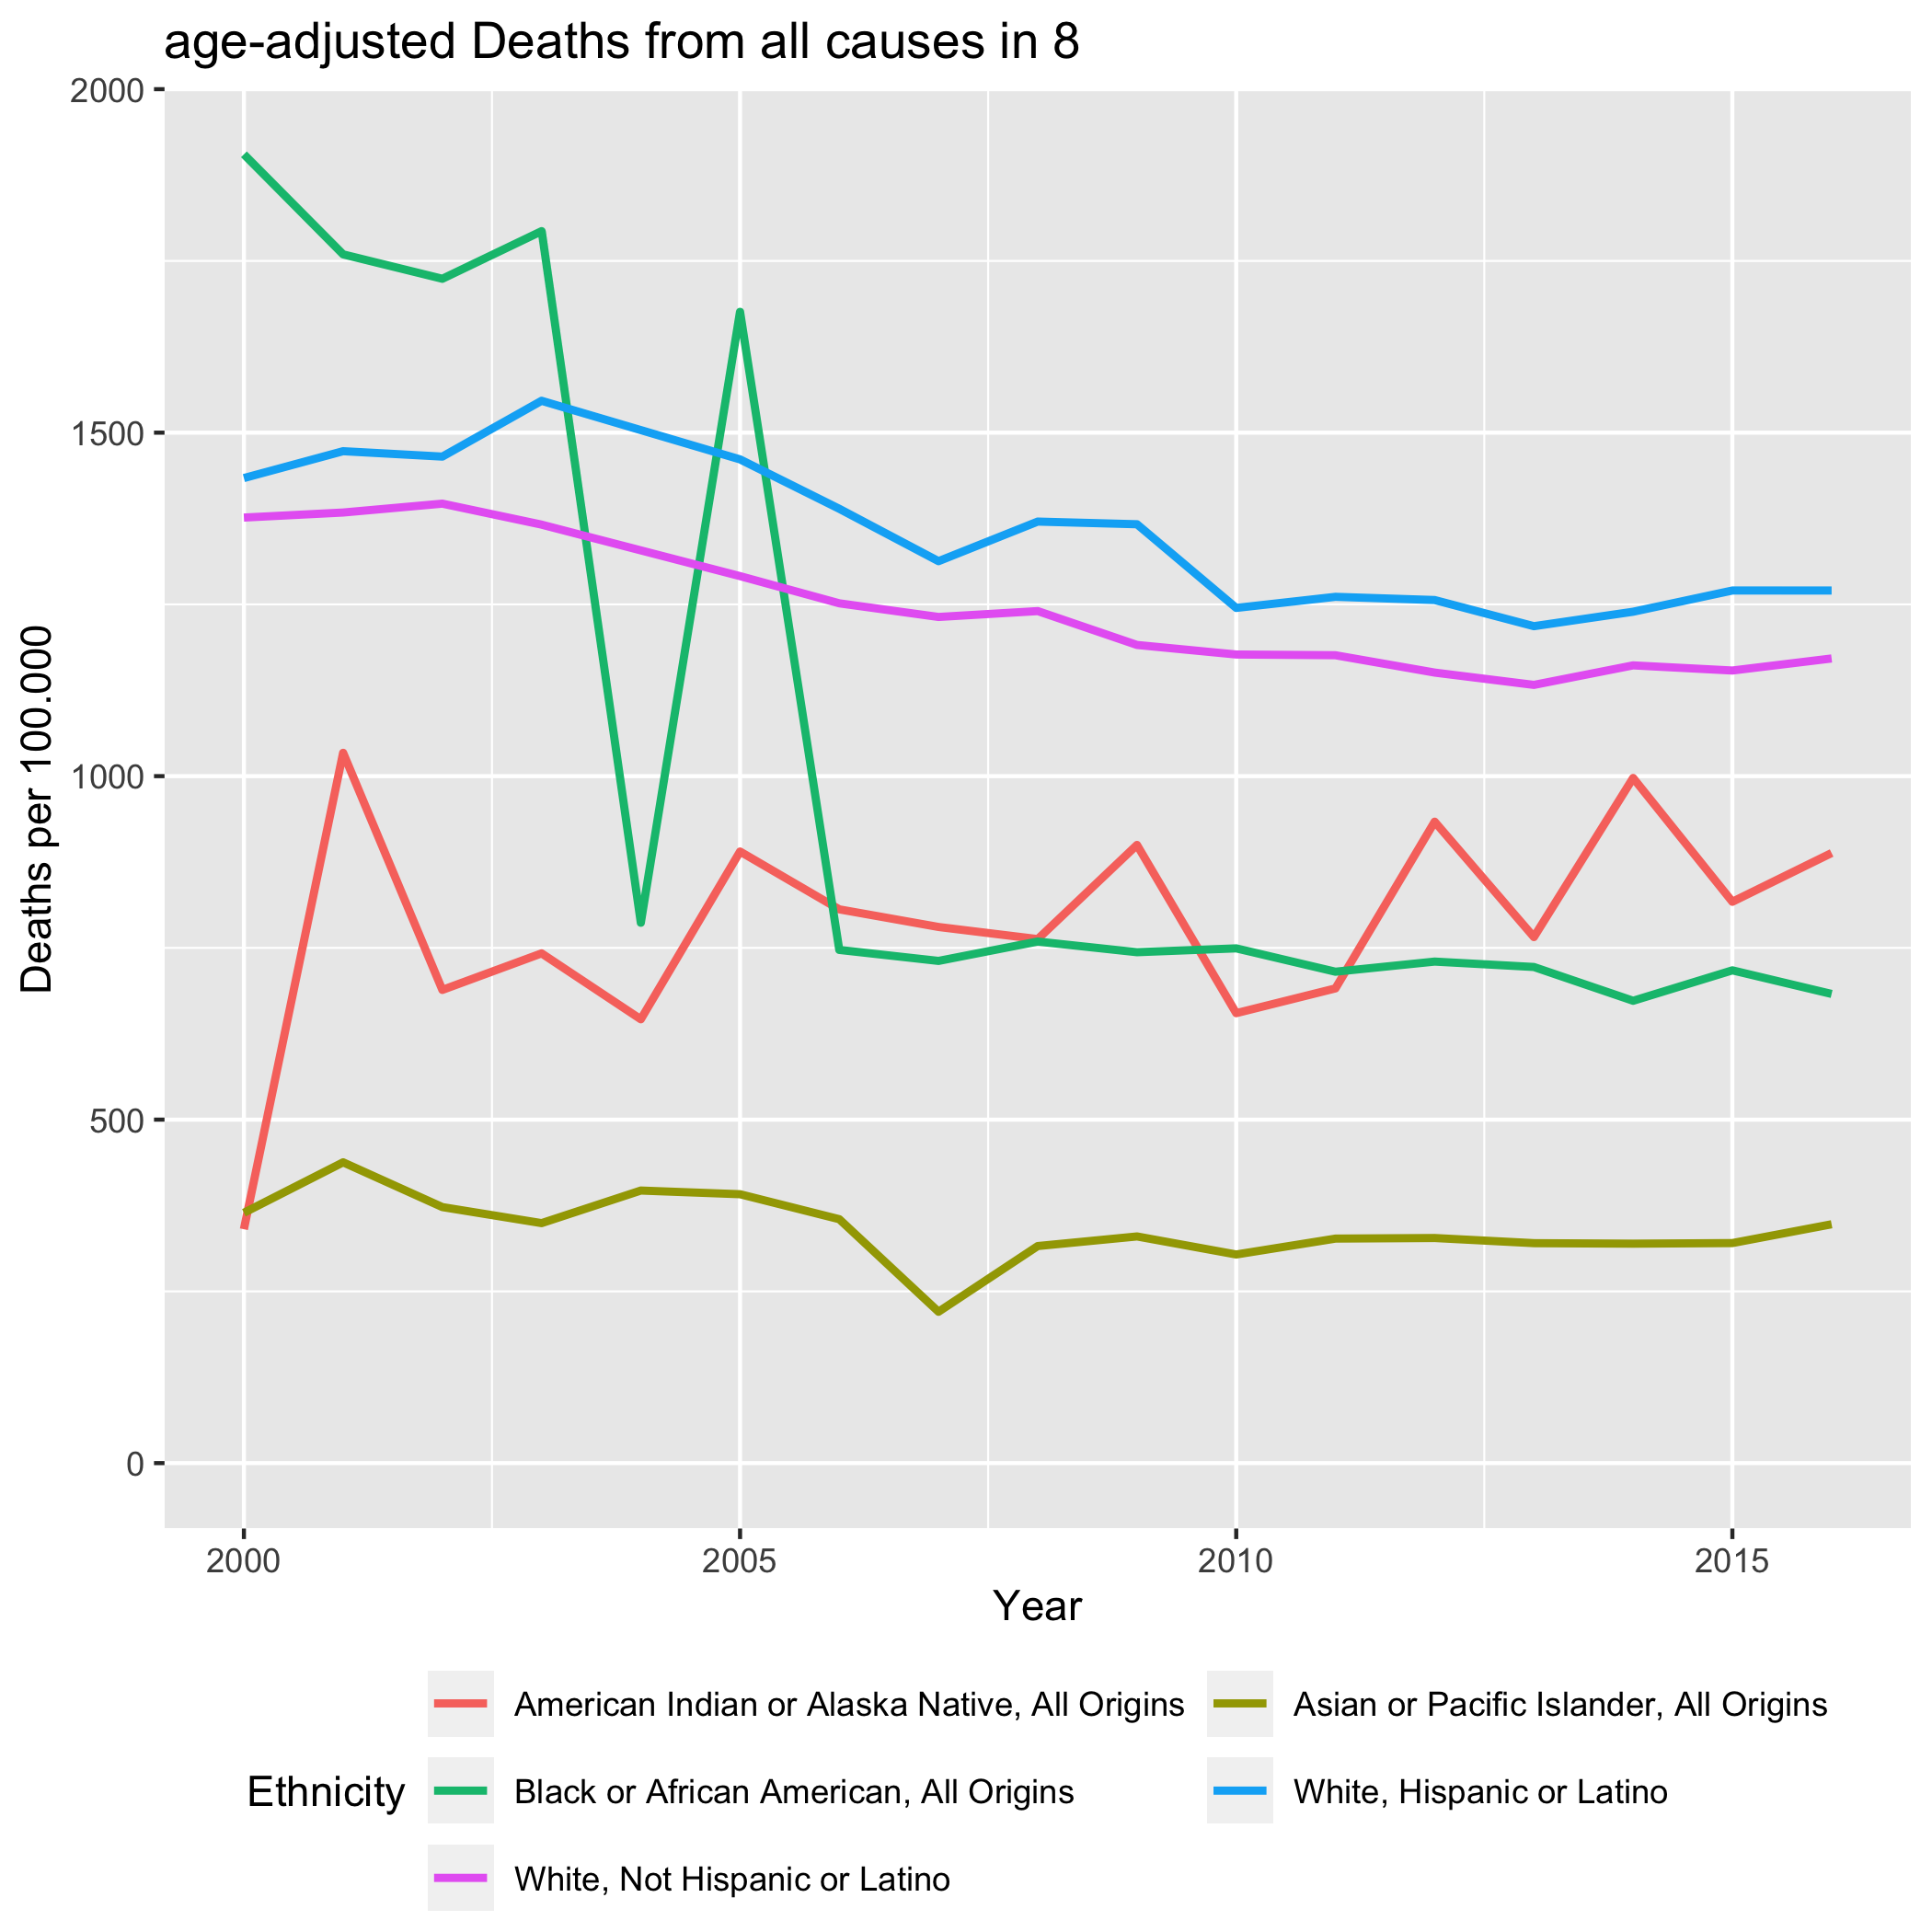 age-adjusted Deaths from all causes in 8
2000
1500
1000
500
0
Deaths per 100.000
2000 2005 2010 2015
Year
Ethnicity
American Indian or Alaska Native, All Origins
Asian or Pacific Islander, All Origins
Black or African American, All Origins
White, Hispanic or Latino
White, Not Hispanic or Latino